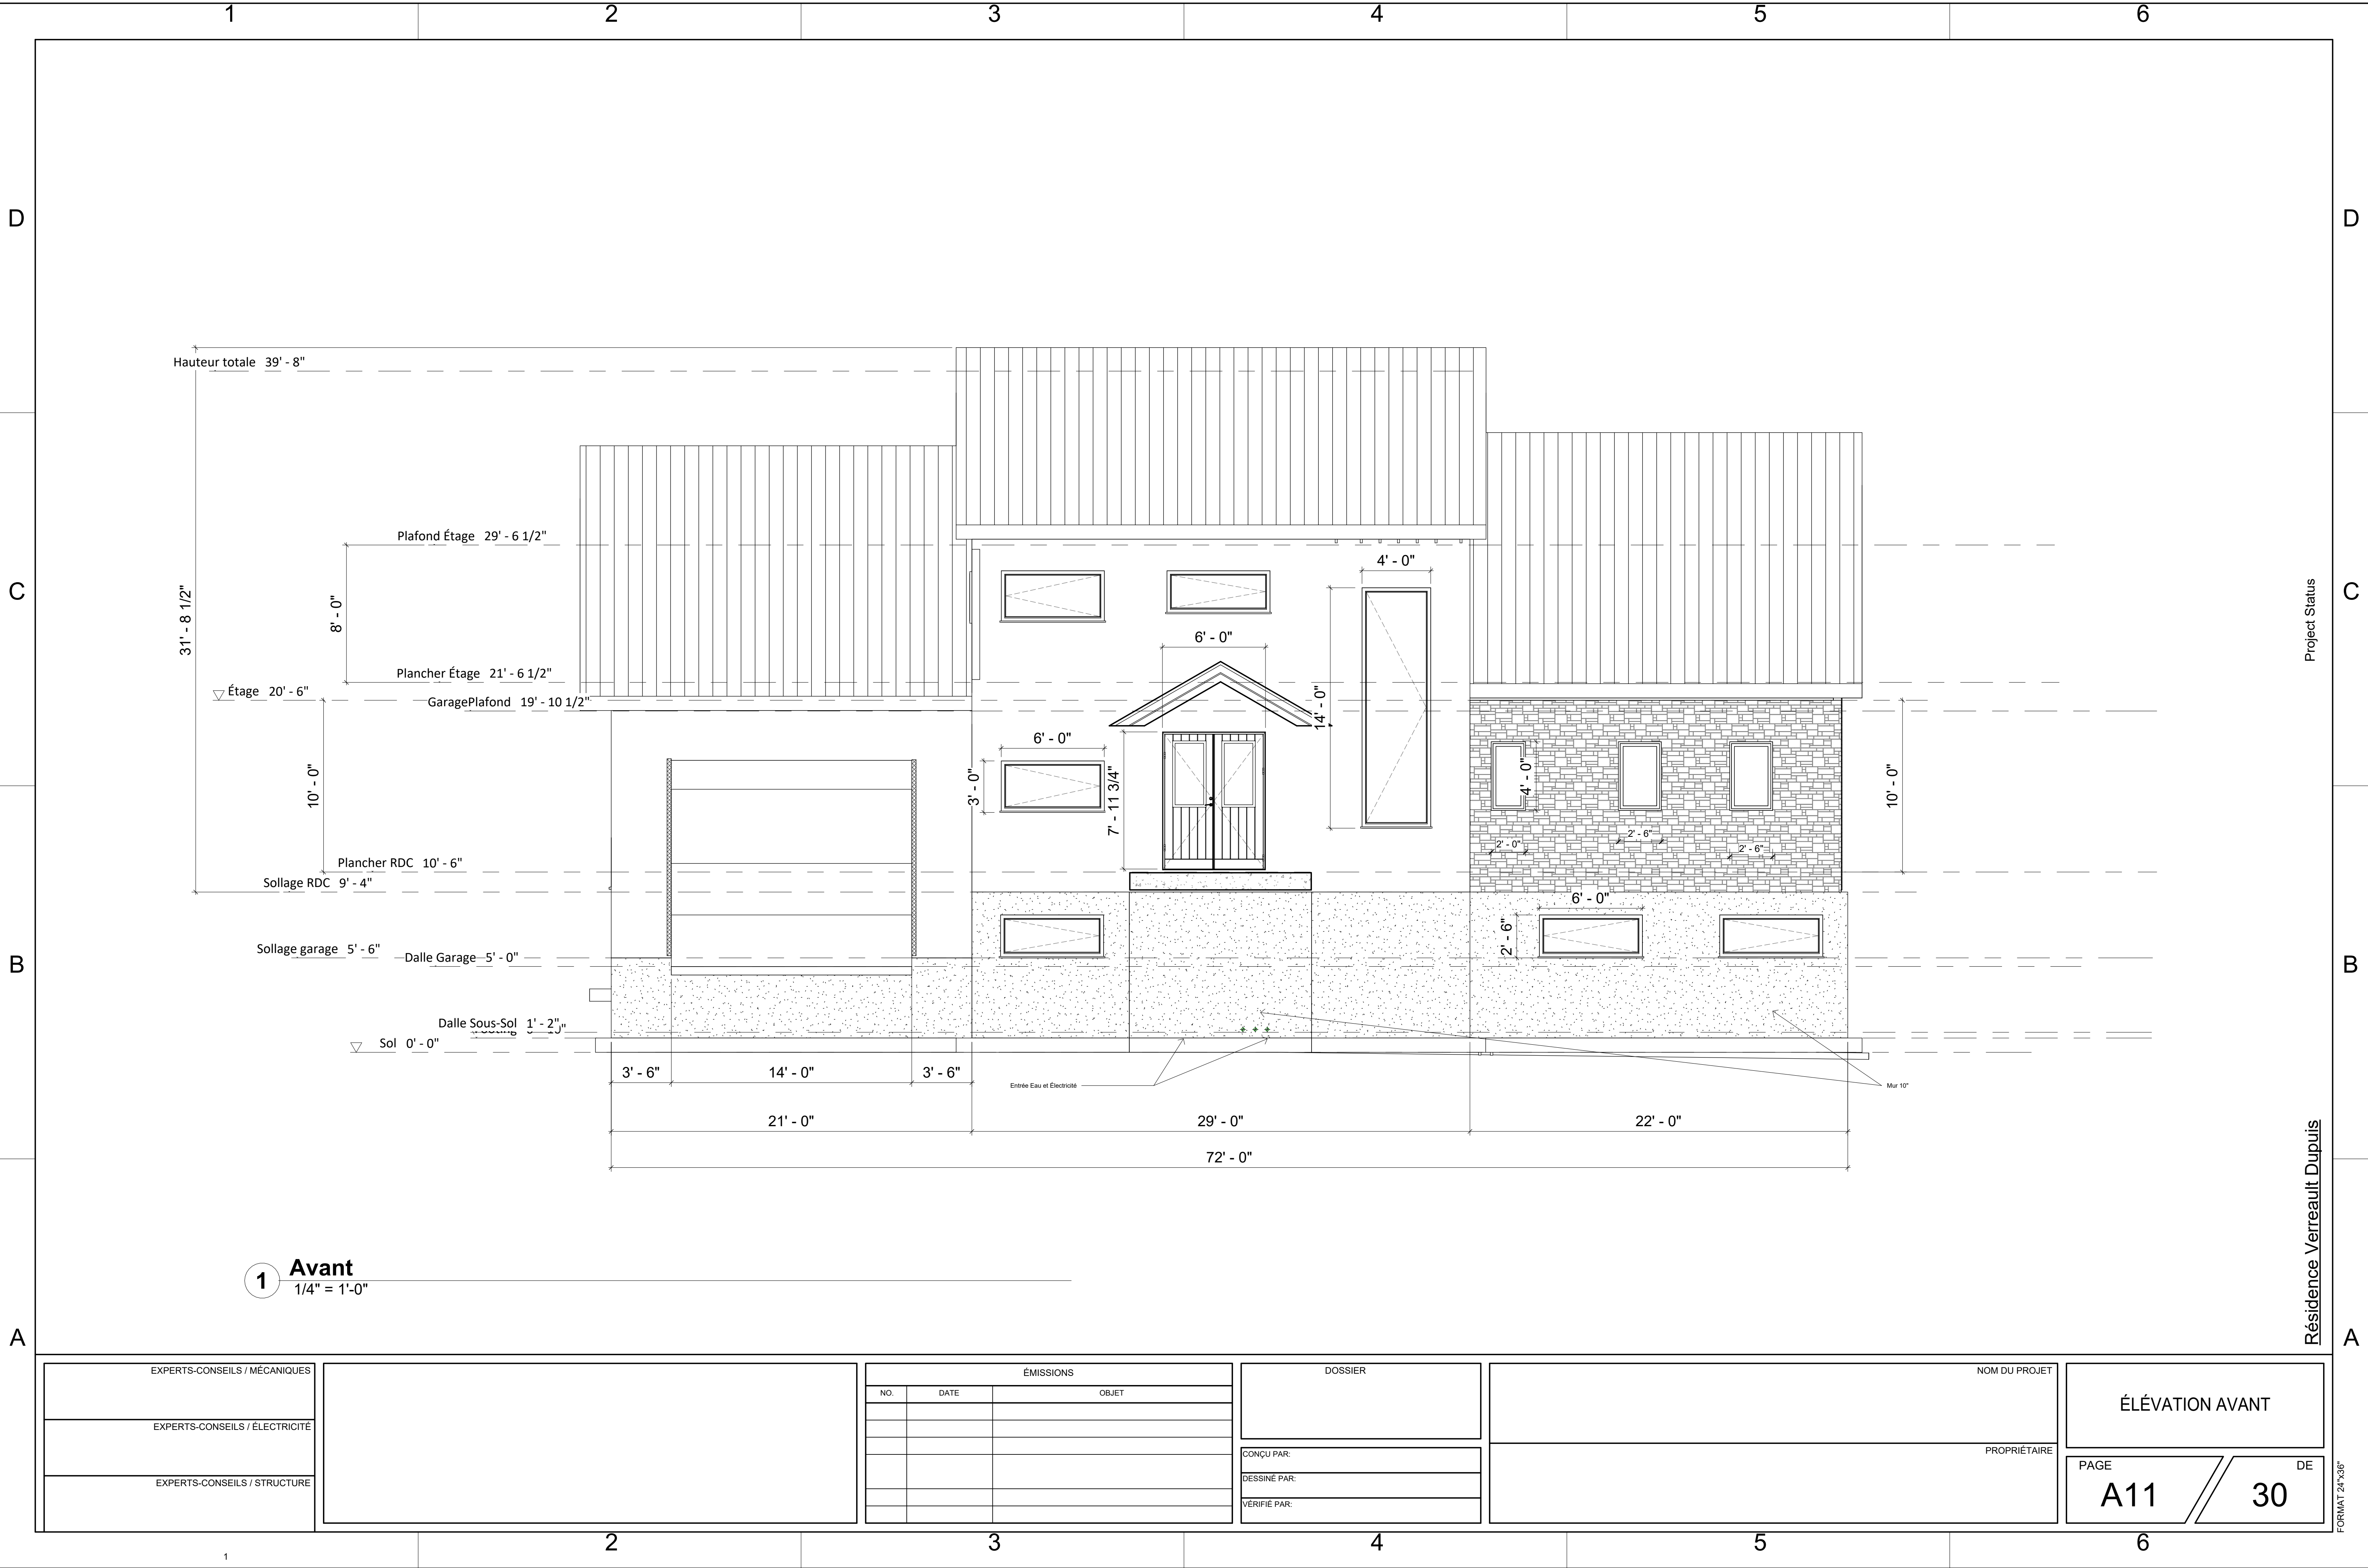 1 2 3 4 5 6
D D
Hauteur totale 39' - 8"
Plafond Étage 29' - 6 1/2"
4' - 0"
C C
Project Status
31' - 8 1/2"
8' - 0"
6' - 0"
Plancher Étage 21' - 6 1/2"
Étage 20' - 6"
GaragePlafond 19' - 10 1/2"
14' - 0"
6' - 0"
10' - 0"
3' - 0"
7' - 11 3/4"
4' - 0"
10' - 0"
2' - 0"
2' - 6"
2' - 6"
Plancher RDC 10' - 6"
Sollage RDC 9' - 4"
6' - 0"
2' - 6"
Sollage garage 5' - 6"
Dalle Garage 5' - 0"
B B
Dalle Sous-Sol 1' - 2"
Sol 0' - 0"
3' - 6" 14' - 0" 3' - 6"
Entrée Eau et Électricité
Mur 10"
21' - 0" 29' - 0" 22' - 0"
72' - 0"
Résidence Verreault Dupuis
1 Avant
1/4" = 1'-0"
A A
EXPERTS-CONSEILS / MÉCANIQUES
EXPERTS-CONSEILS / ÉLECTRICITÉ
EXPERTS-CONSEILS / STRUCTURE
ÉMISSIONS
NO. DATE OBJET
DOSSIER
CONÇU PAR:
DESSINÉ PAR:
VÉRIFIÉ PAR:
NOM DU PROJET
PROPRIÉTAIRE
ÉLÉVATION AVANT
PAGE DE
A11 30
FORMAT 24"x36"
2 3 4 5 6
1